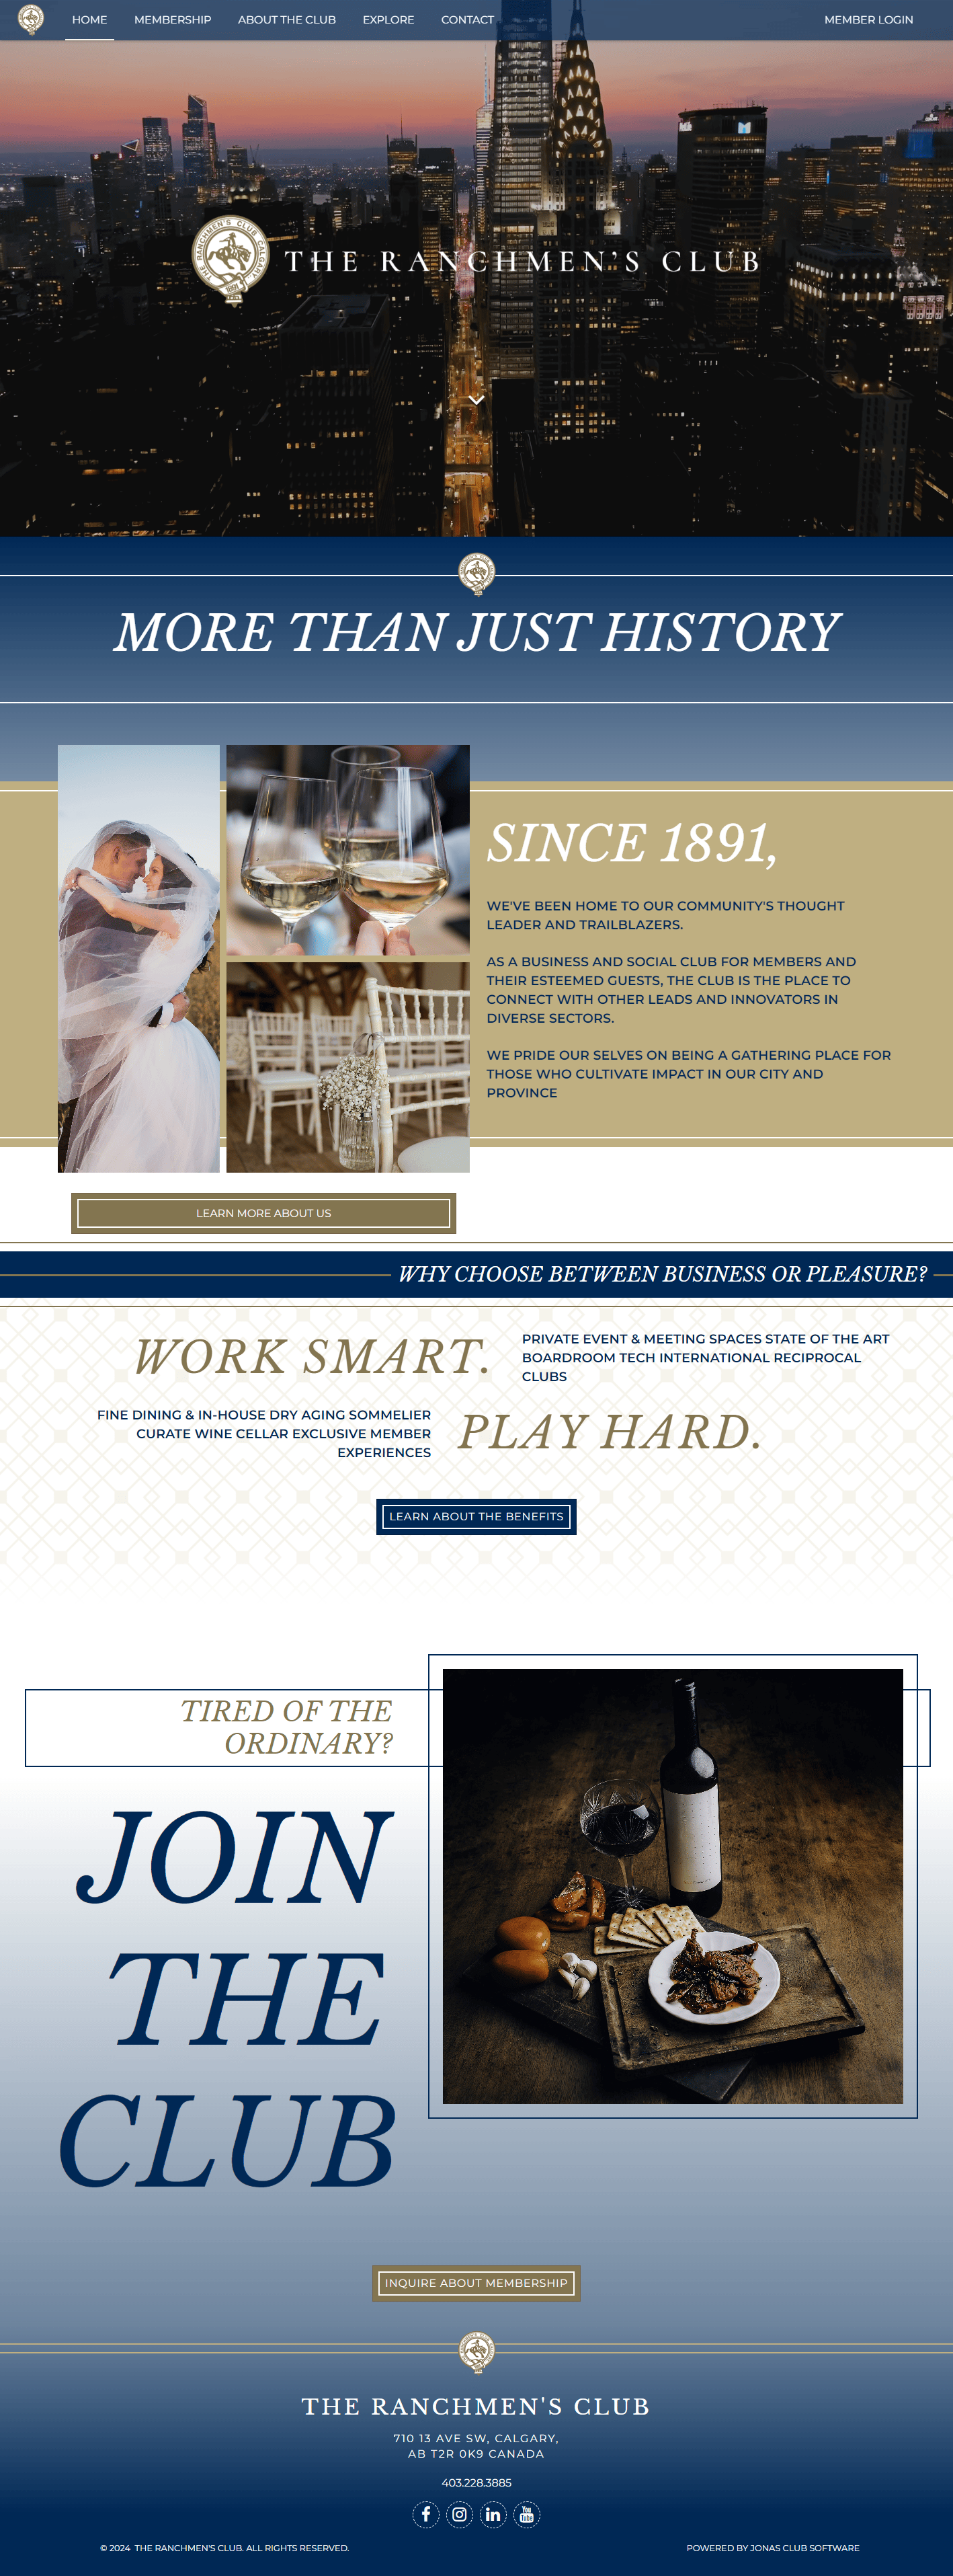 HOME MEMBERSHIP ABOUT THE CLUB EXPLORE CONTACT MEMBER LOGIN
THE RANCHMEN'S CLUB CALGARY
1891
THE RANCHMEN'S CLUB
MORE THAN JUST HISTORY
SINCE 1891,
WE'VE BEEN HOME TO OUR COMMUNITY'S THOUGHT
LEADER AND TRAILBLAZERS.
AS A BUSINESS AND SOCIAL CLUB FOR MEMBERS AND
THEIR ESTEEMED GUESTS, THE CLUB IS THE PLACE TO
CONNECT WITH OTHER LEADS AND INNOVATORS IN
DIVERSE SECTORS.
WE PRIDE OUR SELVES ON BEING A GATHERING PLACE FOR
THOSE WHO CULTIVATE IMPACT IN OUR CITY AND
PROVINCE
LEARN MORE ABOUT US
WHY CHOOSE BETWEEN BUSINESS OR PLEASURE?
WORK SMART.
PRIVATE EVENT & MEETING SPACES STATE OF THE ART
BOARDROOM TECH INTERNATIONAL RECIPROCAL
CLUBS
FINE DINING & IN-HOUSE DRY AGING SOMMELIER
CURATE WINE CELLAR EXCLUSIVE MEMBER
EXPERIENCES
PLAY HARD.
LEARN ABOUT THE BENEFITS
TIRED OF THE
ORDINARY?
JOIN
THE
CLUB
INQUIRE ABOUT MEMBERSHIP
THE RANCHMEN'S CLUB
710 13 AVE SW, CALGARY,
AB T2R 0K9 CANADA
403.228.3885
You Tube
© 2024 THE RANCHMEN'S CLUB. ALL RIGHTS RESERVED.
POWERED BY JONAS CLUB SOFTWARE